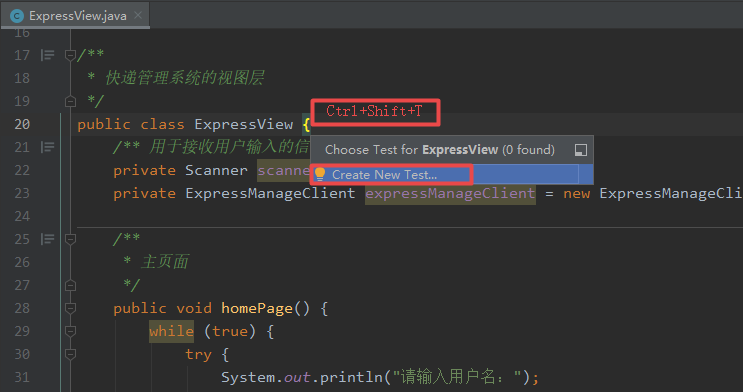 ExpressView.java
16
17 /**
18 * 快递管理系统的视图层
19 */
Ctrl+Shift+T
20 public class ExpressView {
Choose Test for ExpressView (0 found)
21 /** 用于接收用户输入的信
Create New Test...
22 private Scanner scanne
23 private ExpressManageClient expressManageClient = new ExpressManageCli
24
25 /**
26 * 主页面
27 */
28 public void homePage() {
29 while (true) {
30 try {
31 System.out.println("请输入用户名：");